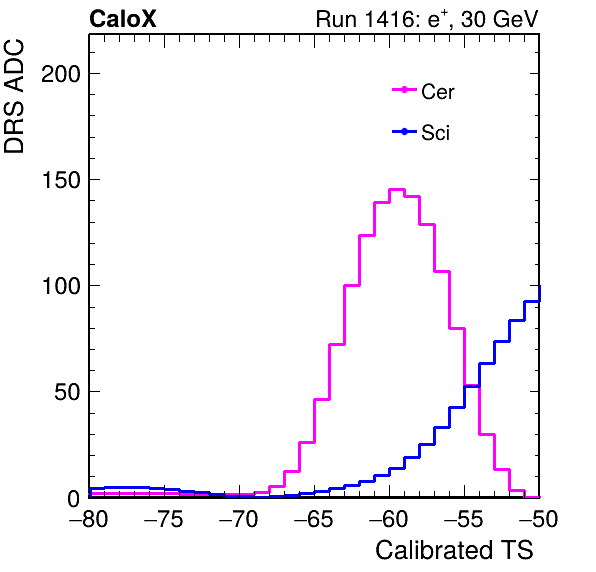 CaloX Run 1416: e⁺, 30 GeV
DRS ADC
200
150
100
50
0
Cer
Sci
−80 −75 −70 −65 −60 −55 −50
Calibrated TS